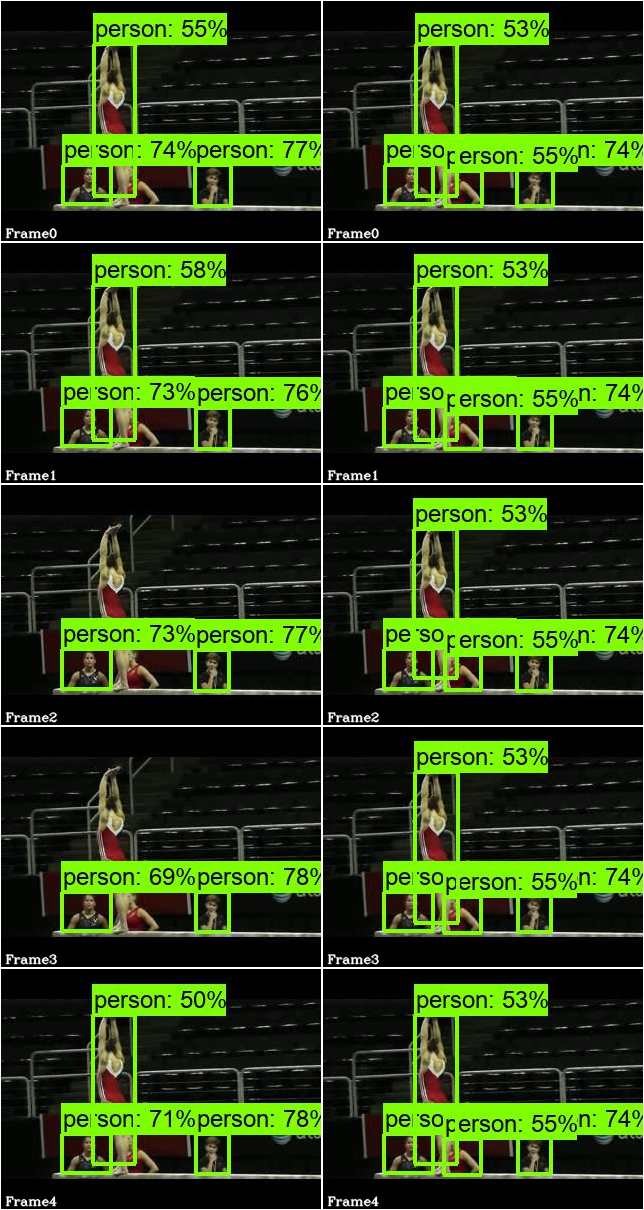 person: 55% person: 53%
person: 74% person: 77% perso person: 55% n: 74%
Frame0 Frame0
person: 58% person: 53%
person: 73% person: 76% perso person: 55% n: 74%
Frame1 Frame1
person: 53%
person: 73% person: 77% perso person: 55% n: 74%
Frame2 Frame2
person: 53%
person: 69% person: 78% perso person: 55% n: 74%
Frame3 Frame3
person: 50% person: 53%
person: 71% person: 78% perso person: 55% n: 74%
Frame4 Frame4